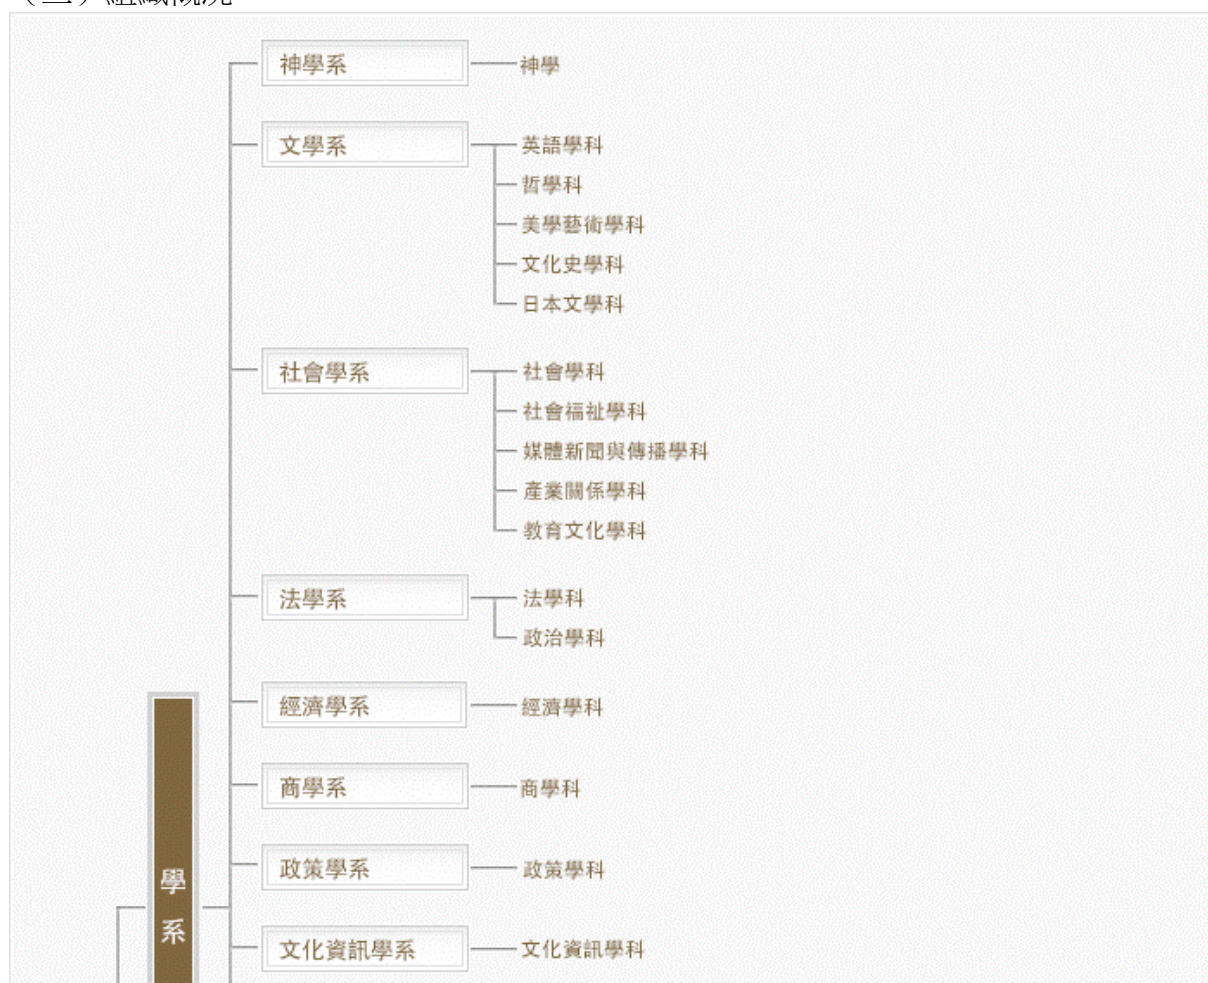 組織概況
神學系
神學
文學系
英語學科
哲學科
美學藝術學科
文化史學科
日本文學科
社會學系
社會學科
社會福祉學科
媒體新聞與傳播學科
產業關係學科
教育文化學科
法學系
法學科
政治學科
經濟學系
經濟學科
商學系
商學科
政策學系
政策學科
文化資訊學系
文化資訊學科
學系